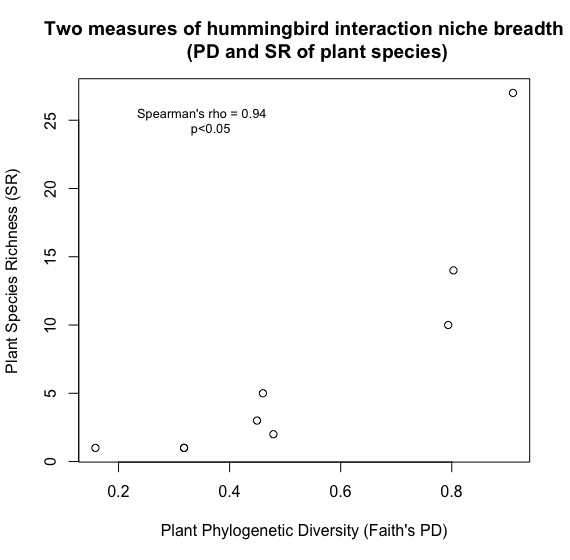 Two measures of hummingbird interaction niche breadth
(PD and SR of plant species)
Spearman's rho = 0.94
p<0.05
Plant Species Richness (SR)
25
20
15
10
5
0
0.2 0.4 0.6 0.8
Plant Phylogenetic Diversity (Faith's PD)